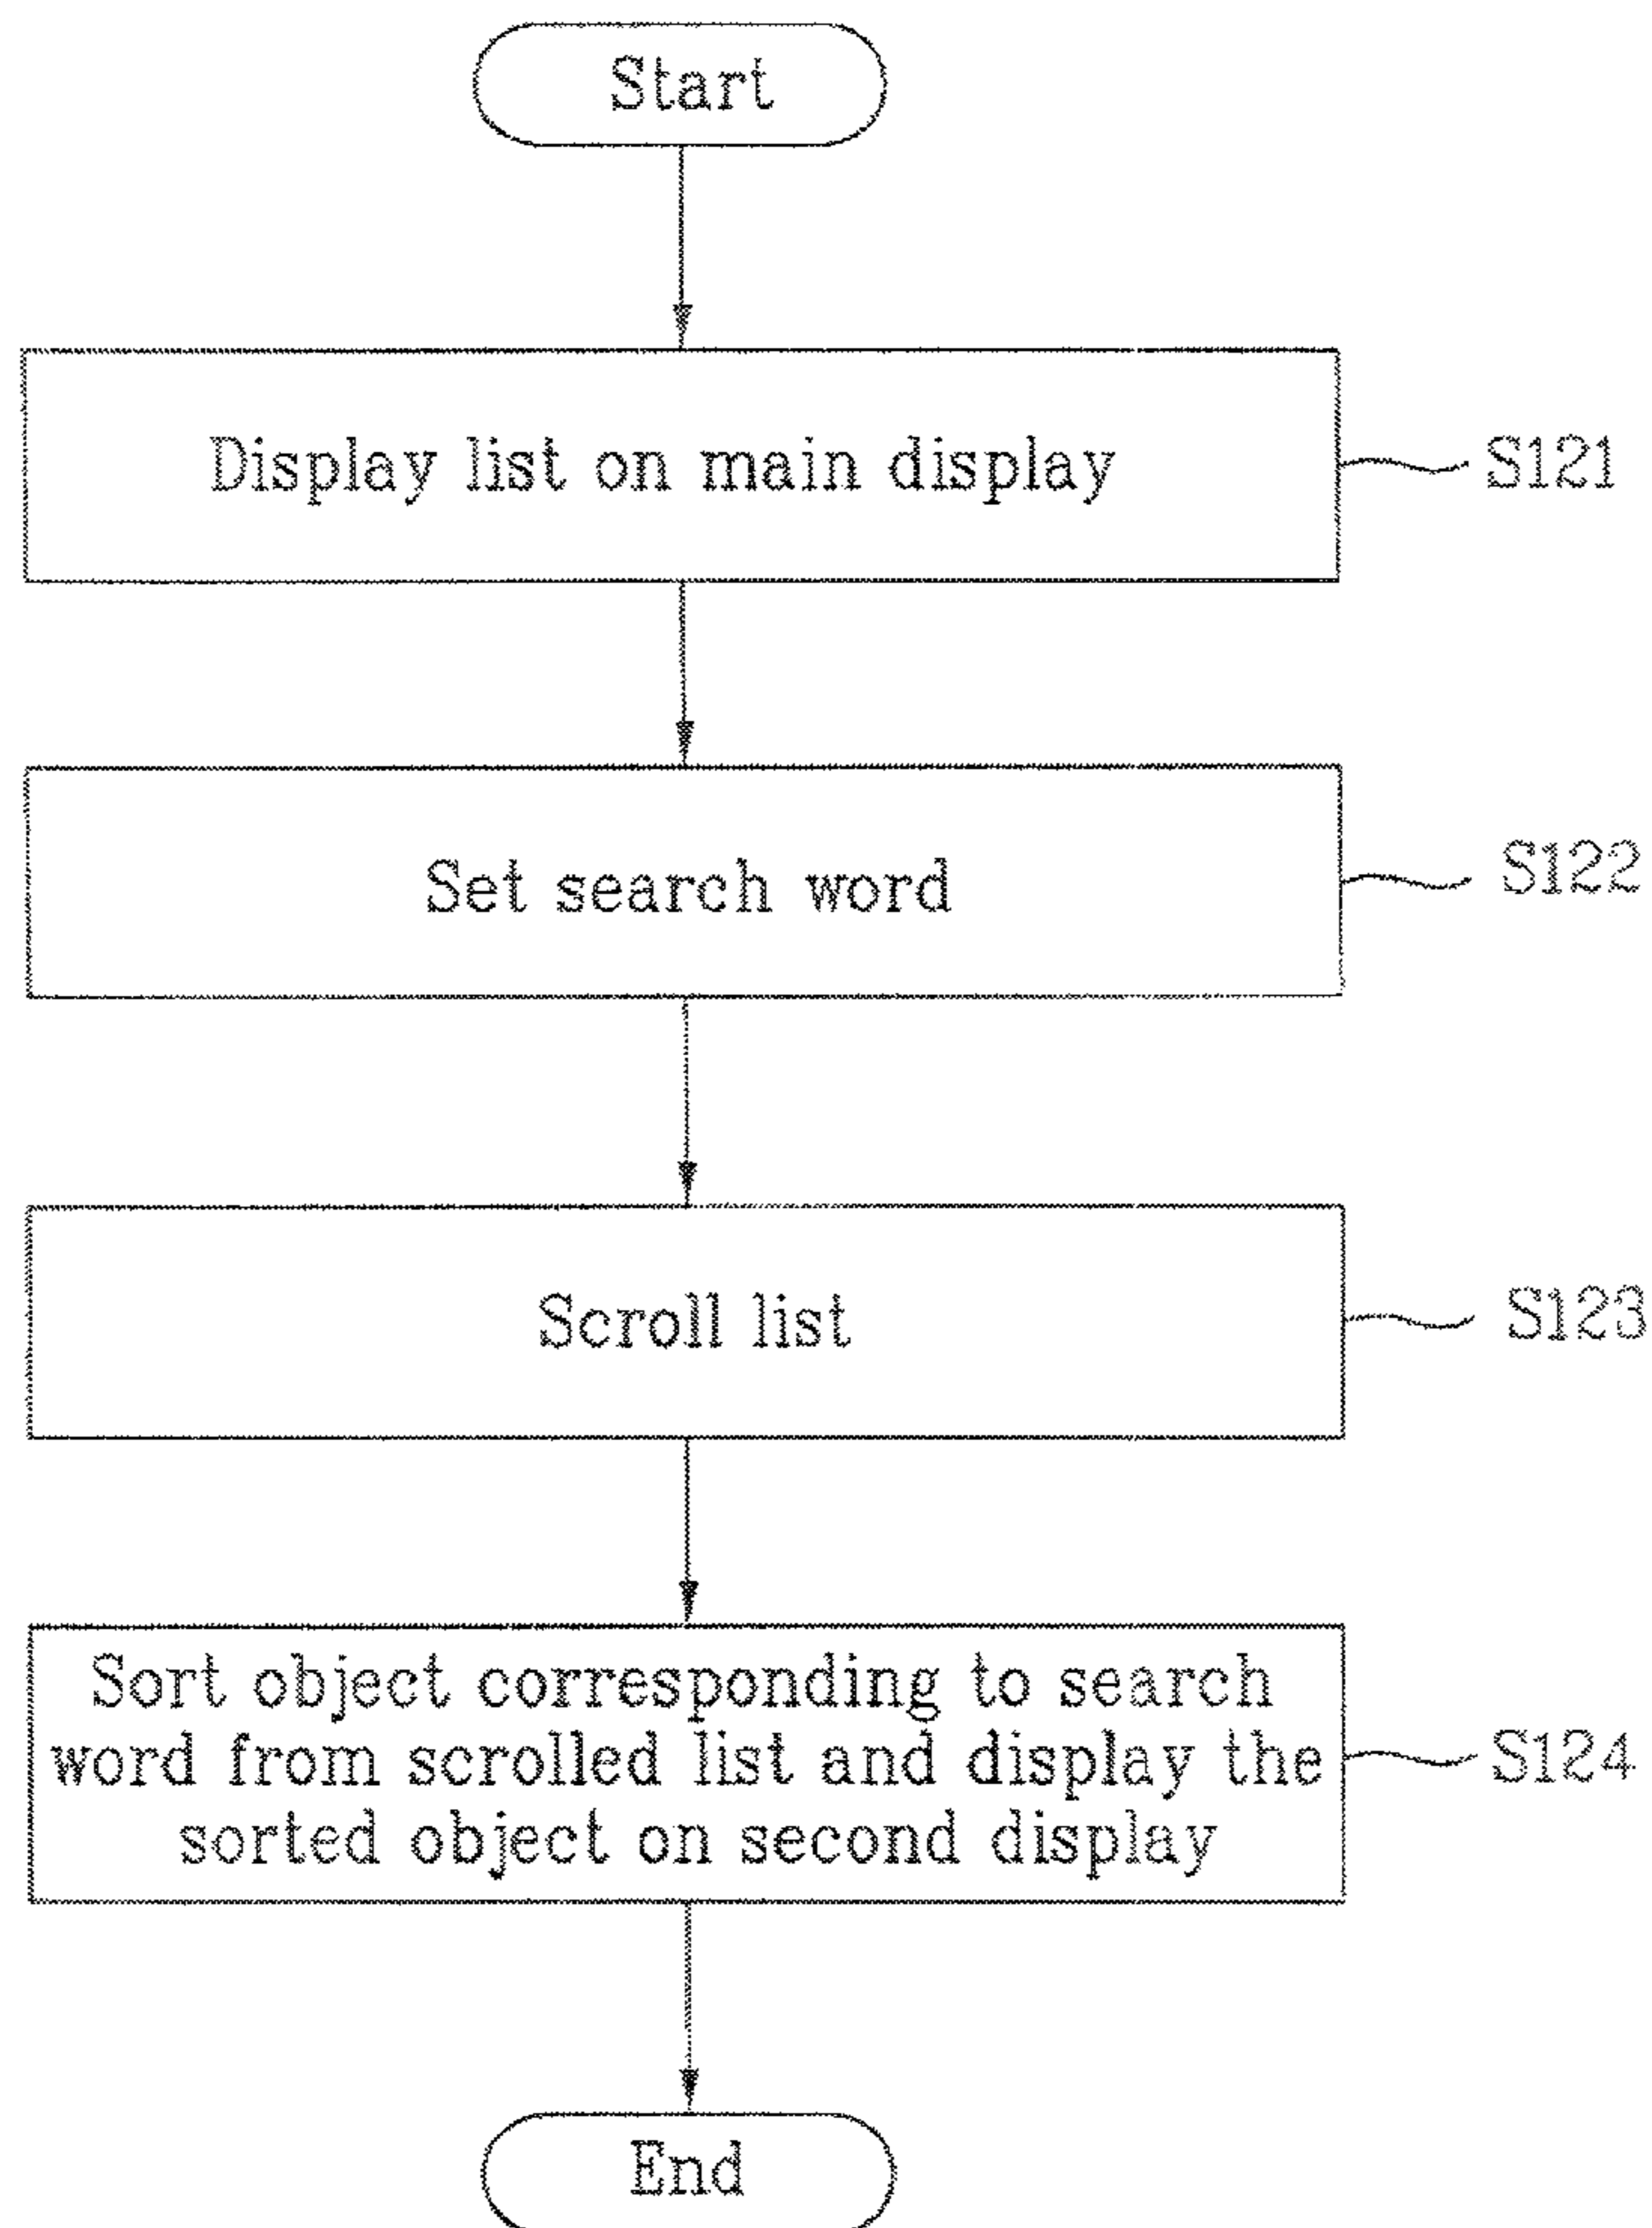 Start
Display list on main display
S121
Set search word
S122
Scroll list
S123
Sort object corresponding to search
word from scrolled list and display the
sorted object on second display
S124
End